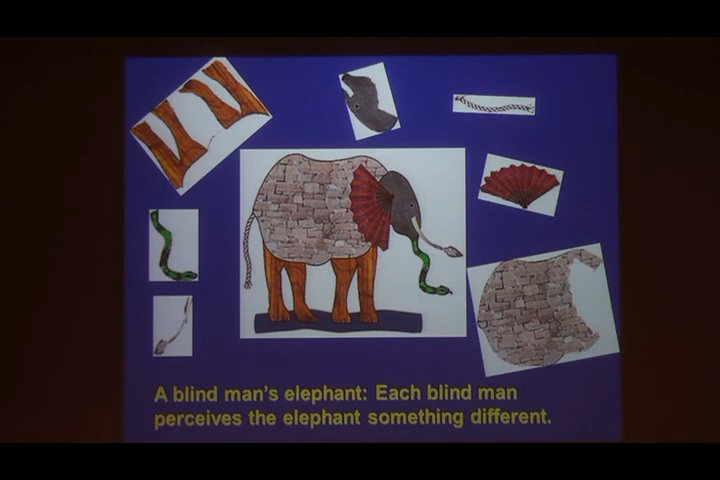 A blind man's elephant: Each blind man
perceives the elephant something different.